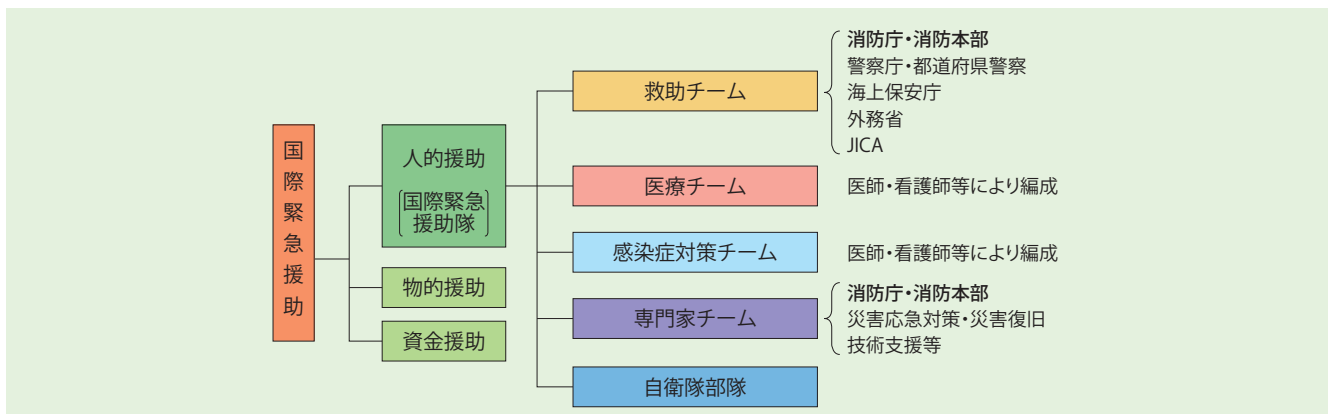 国際緊急援助
人的援助
国際緊急
援助隊
物的援助
資金援助
救助チーム
消防庁・消防本部
警察庁・都道府県警察
海上保安庁
外務省
JICA
医療チーム
医師・看護師等により編成
感染症対策チーム
医師・看護師等により編成
専門家チーム
消防庁・消防本部
災害応急対策・災害復旧
技術支援等
自衛隊部隊